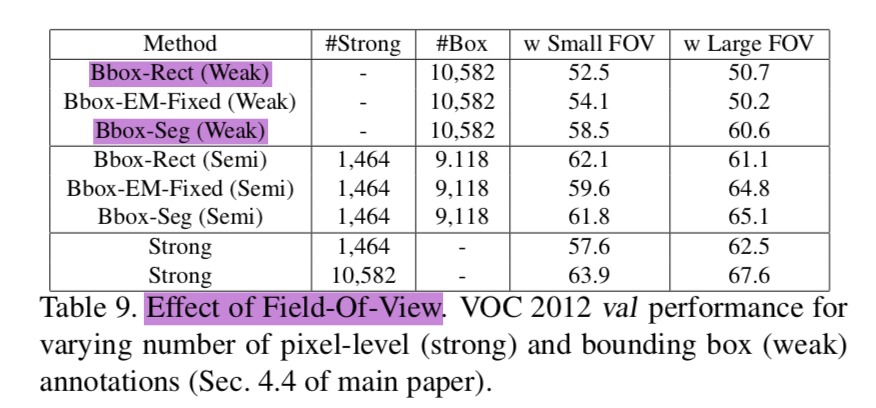 Method #Strong #Box w Small FOV w Large FOV
Bbox-Rect (Weak) - 10,582 52.5 50.7
Bbox-EM-Fixed (Weak) - 10,582 54.1 50.2
Bbox-Seg (Weak) - 10,582 58.5 60.6
Bbox-Rect (Semi) 1,464 9.118 62.1 61.1
Bbox-EM-Fixed (Semi) 1,464 9,118 59.6 64.8
Bbox-Seg (Semi) 1,464 9,118 61.8 65.1
Strong 1,464 - 57.6 62.5
Strong 10,582 - 63.9 67.6
Table 9. Effect of Field-Of-View. VOC 2012 val performance for
varying number of pixel-level (strong) and bounding box (weak)
annotations (Sec. 4.4 of main paper).